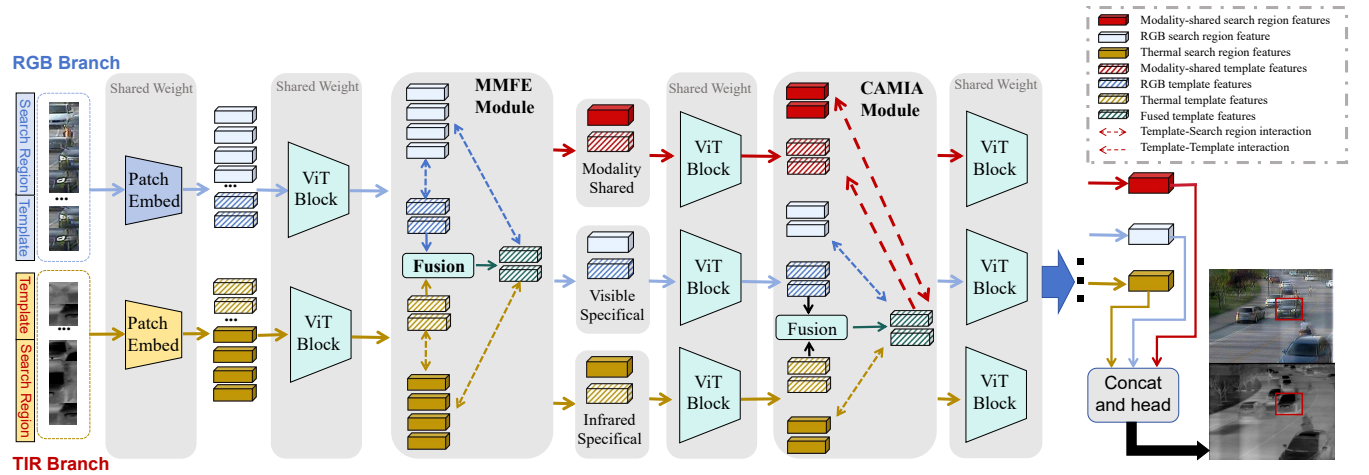 RGB Branch
Search Region
Template
Template
Search Region
TIR Branch
Shared Weight
Patch
Embed
Patch
Embed
...
...
...
...
Shared Weight
ViT
Block
ViT
Block
MMFE
Module
Fusion
Modality
Shared
Visible
Specifical
Infrared
Specifical
Shared Weight
ViT
Block
ViT
Block
ViT
Block
CAMIA
Module
Fusion
Shared Weight
ViT
Block
ViT
Block
ViT
Block
Concat
and head
Modality-shared search region features
RGB search region feature
Thermal search region features
Modality-shared template features
RGB template features
Thermal template features
Fused template features
Template-Search region interaction
Template-Template interaction